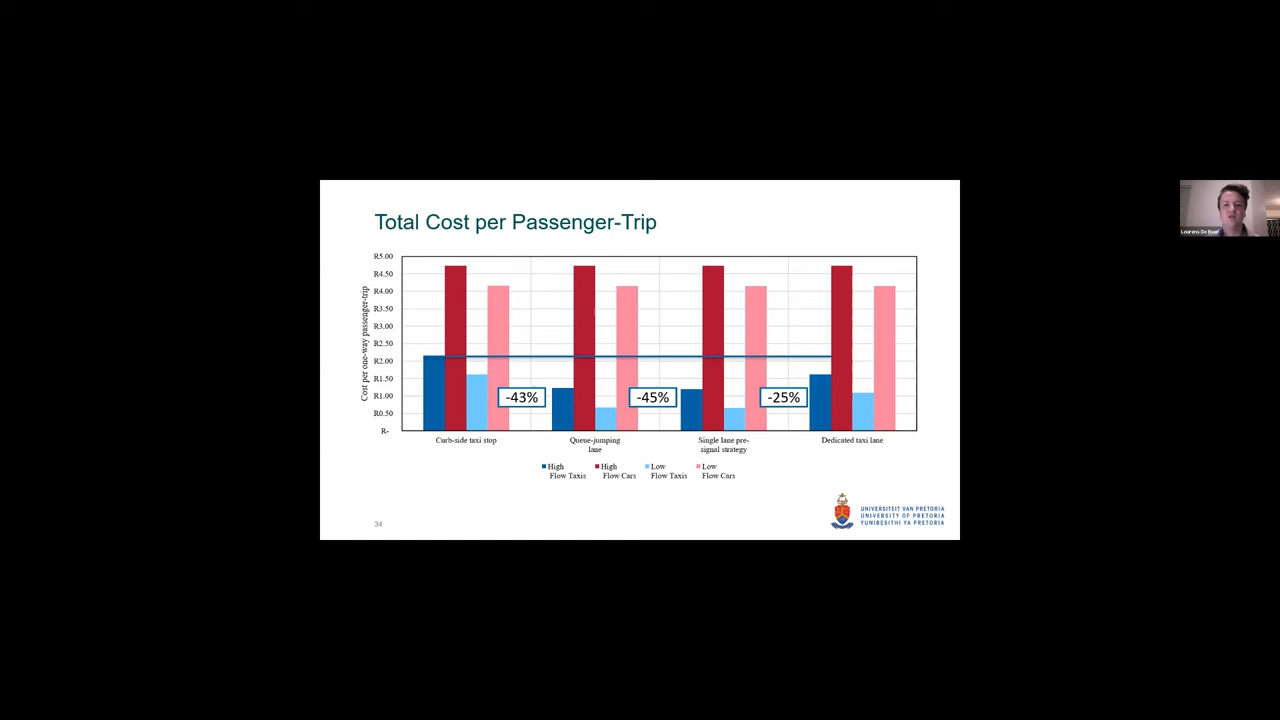 Total Cost per Passenger-Trip
R5.00
R4.50
R4.00
R3.50
R3.00
R2.50
R2.00
R1.50
R1.00
R0.50
R-
Cost per one-way passenger-trip
-43%
-45%
-25%
Curb-side taxi stop
Queue-jumping
lane
Single lane pre-
signal strategy
Dedicated taxi lane
High
Flow Taxis
High
Flow Cars
Low
Flow Taxis
Low
Flow Cars
34
UNIVERSITEIT VAN PRETORIA
UNIVERSITY OF PRETORIA
YUNIBESITHI YA PRETORIA
Lourens De Beer